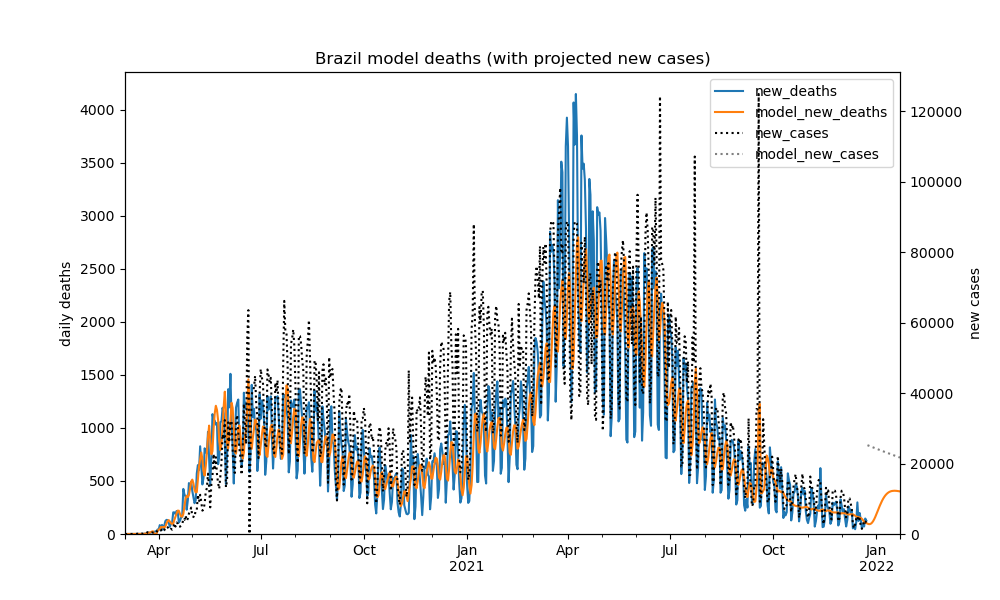 Brazil model deaths (with projected new cases)
new_deaths
model_new_deaths
new_cases
model_new_cases
daily deaths
4000
3500
3000
2500
2000
1500
1000
500
0
120000
100000
80000
60000
40000
20000
0
new cases
Apr
Jul
Oct
Jan
2021
Apr
Jul
Oct
Jan
2022